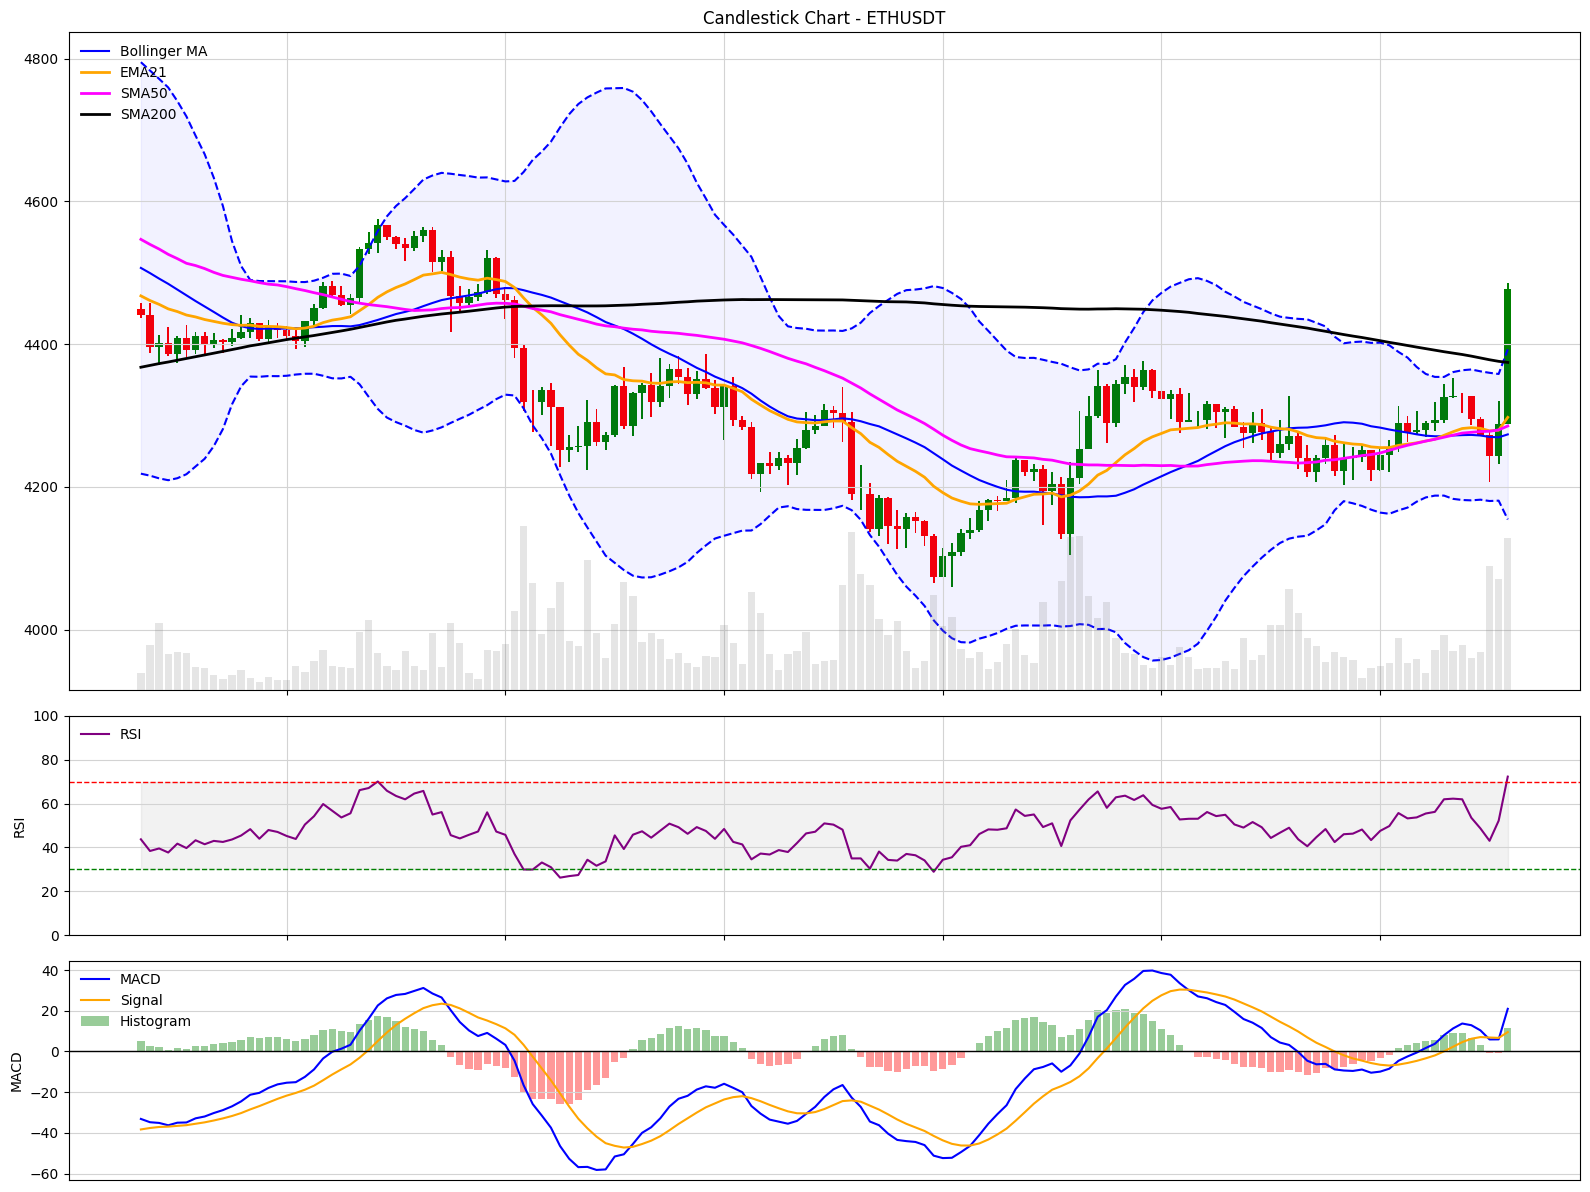 Candlestick Chart - ETHUSDT
Bollinger MA
EMA21
SMA50
SMA200
4800
4600
4400
4200
4000
RSI
RSI
100
80
60
40
20
0
MACD
Signal
Histogram
MACD
40
20
0
−20
−40
−60